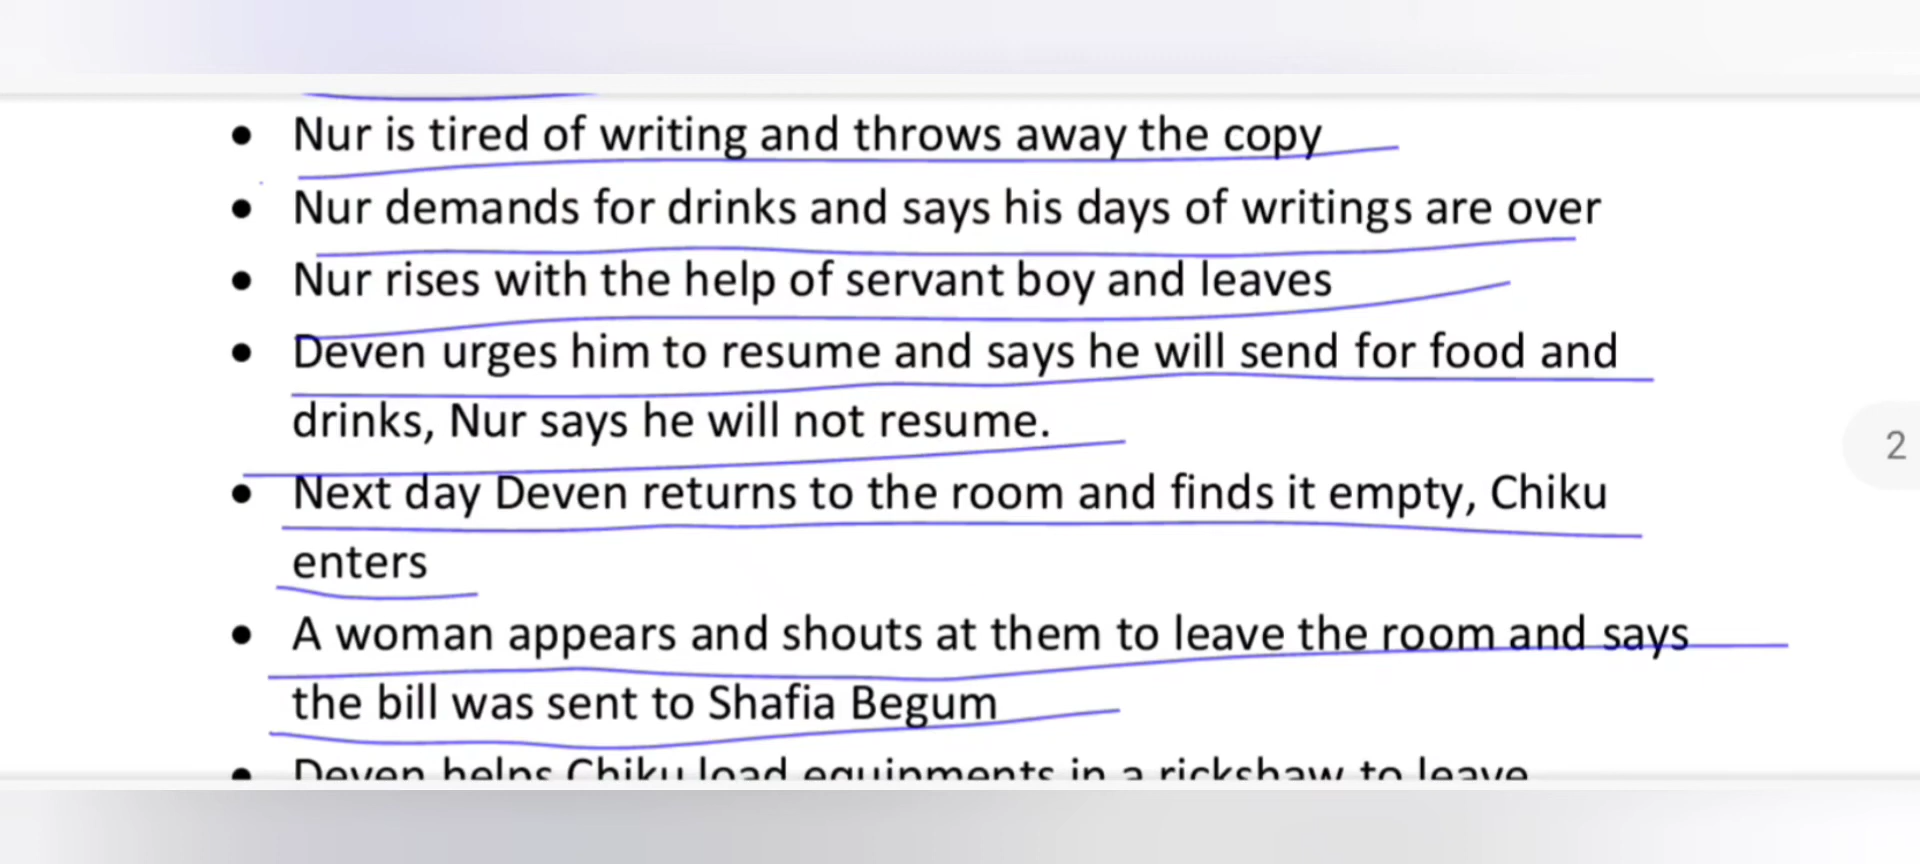 • Nur is tired of writing and throws away the copy
• Nur demands for drinks and says his days of writings are over
• Nur rises with the help of servant boy and leaves
• Deven urges him to resume and says he will send for food and
drinks, Nur says he will not resume.
• Next day Deven returns to the room and finds it empty, Chiku
enters
• A woman appears and shouts at them to leave the room and says
the bill was sent to Shafia Begum
• Deven helps Chiku load equipments in a rickshaw to leave
2